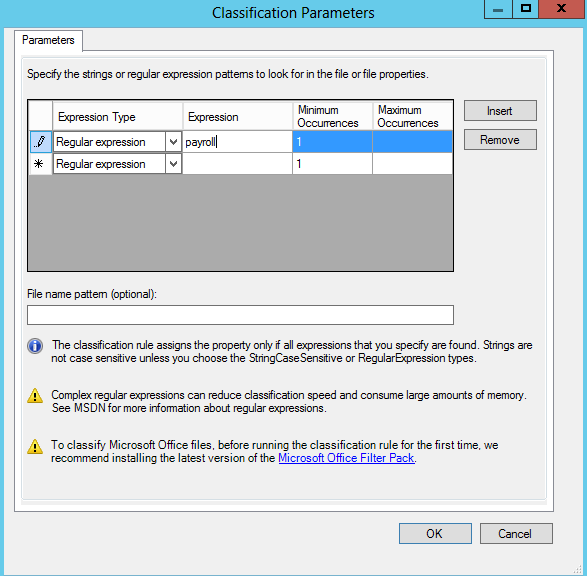 Classification Parameters
Parameters
Specify the strings or regular expression patterns to look for in the file or file properties.
Expression Type Expression Minimum Occurrences Maximum Occurrences
Regular expression payroll 1
Regular expression 1
Insert
Remove
File name pattern (optional):
The classification rule assigns the property only if all expressions that you specify are found. Strings are
not case sensitive unless you choose the StringCaseSensitive or RegularExpression types.
Complex regular expressions can reduce classification speed and consume large amounts of memory.
See MSDN for more information about regular expressions.
To classify Microsoft Office files, before running the classification rule for the first time, we
recommend installing the latest version of the Microsoft Office Filter Pack.
OK Cancel